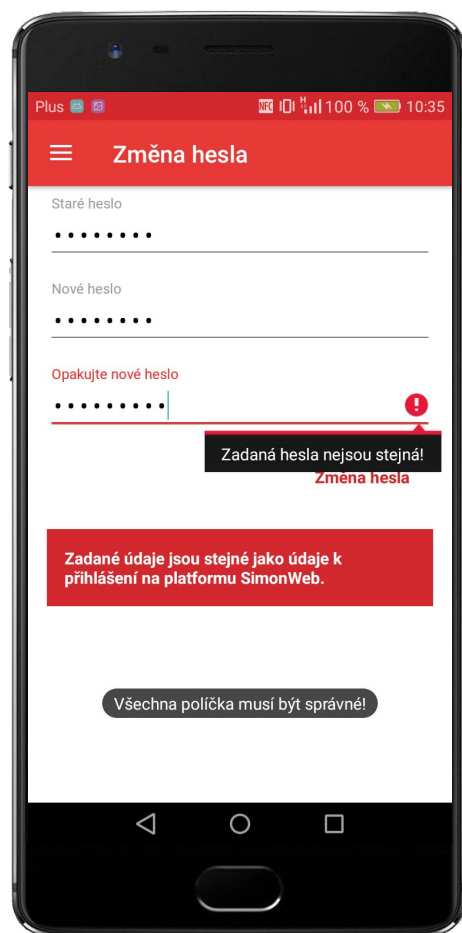 Plus 100 % 10:35
Změna hesla
Staré heslo
••••••••
Nové heslo
••••••••
Opakujte nové heslo
•••••••••
Zadaná hesla nejsou stejná!
Změna hesla
Zadané údaje jsou stejné jako údaje k
přihlášení na platformu SimonWeb.
Všechna políčka musí být správné!